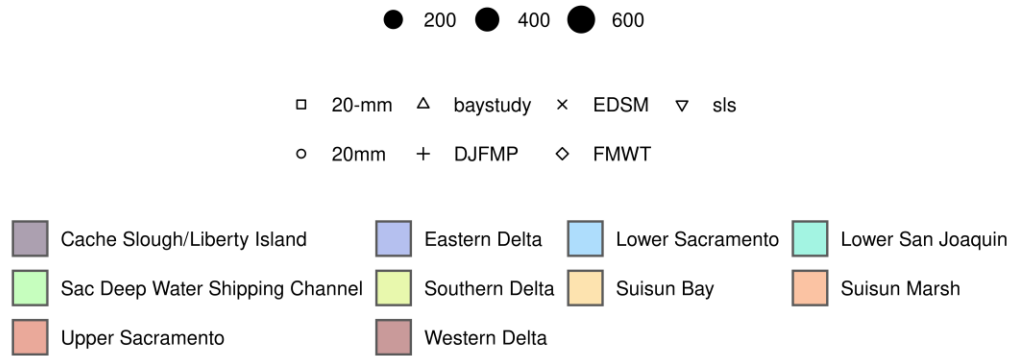 200 400 600
20-mm baystudy EDSM sls
20mm DJFMP FMWT
Cache Slough/Liberty Island Eastern Delta Lower Sacramento Lower San Joaquin
Sac Deep Water Shipping Channel Southern Delta Suisun Bay Suisun Marsh
Upper Sacramento Western Delta